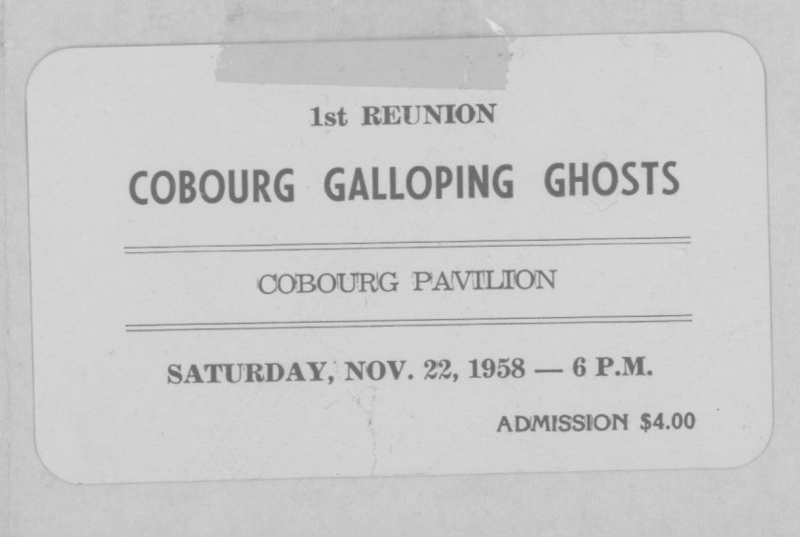 1st REUNION
COBOURG GALLOPING GHOSTS
COBOURG PAVILION
SATURDAY, NOV. 22, 1958 — 6 P.M.
ADMISSION $4.00